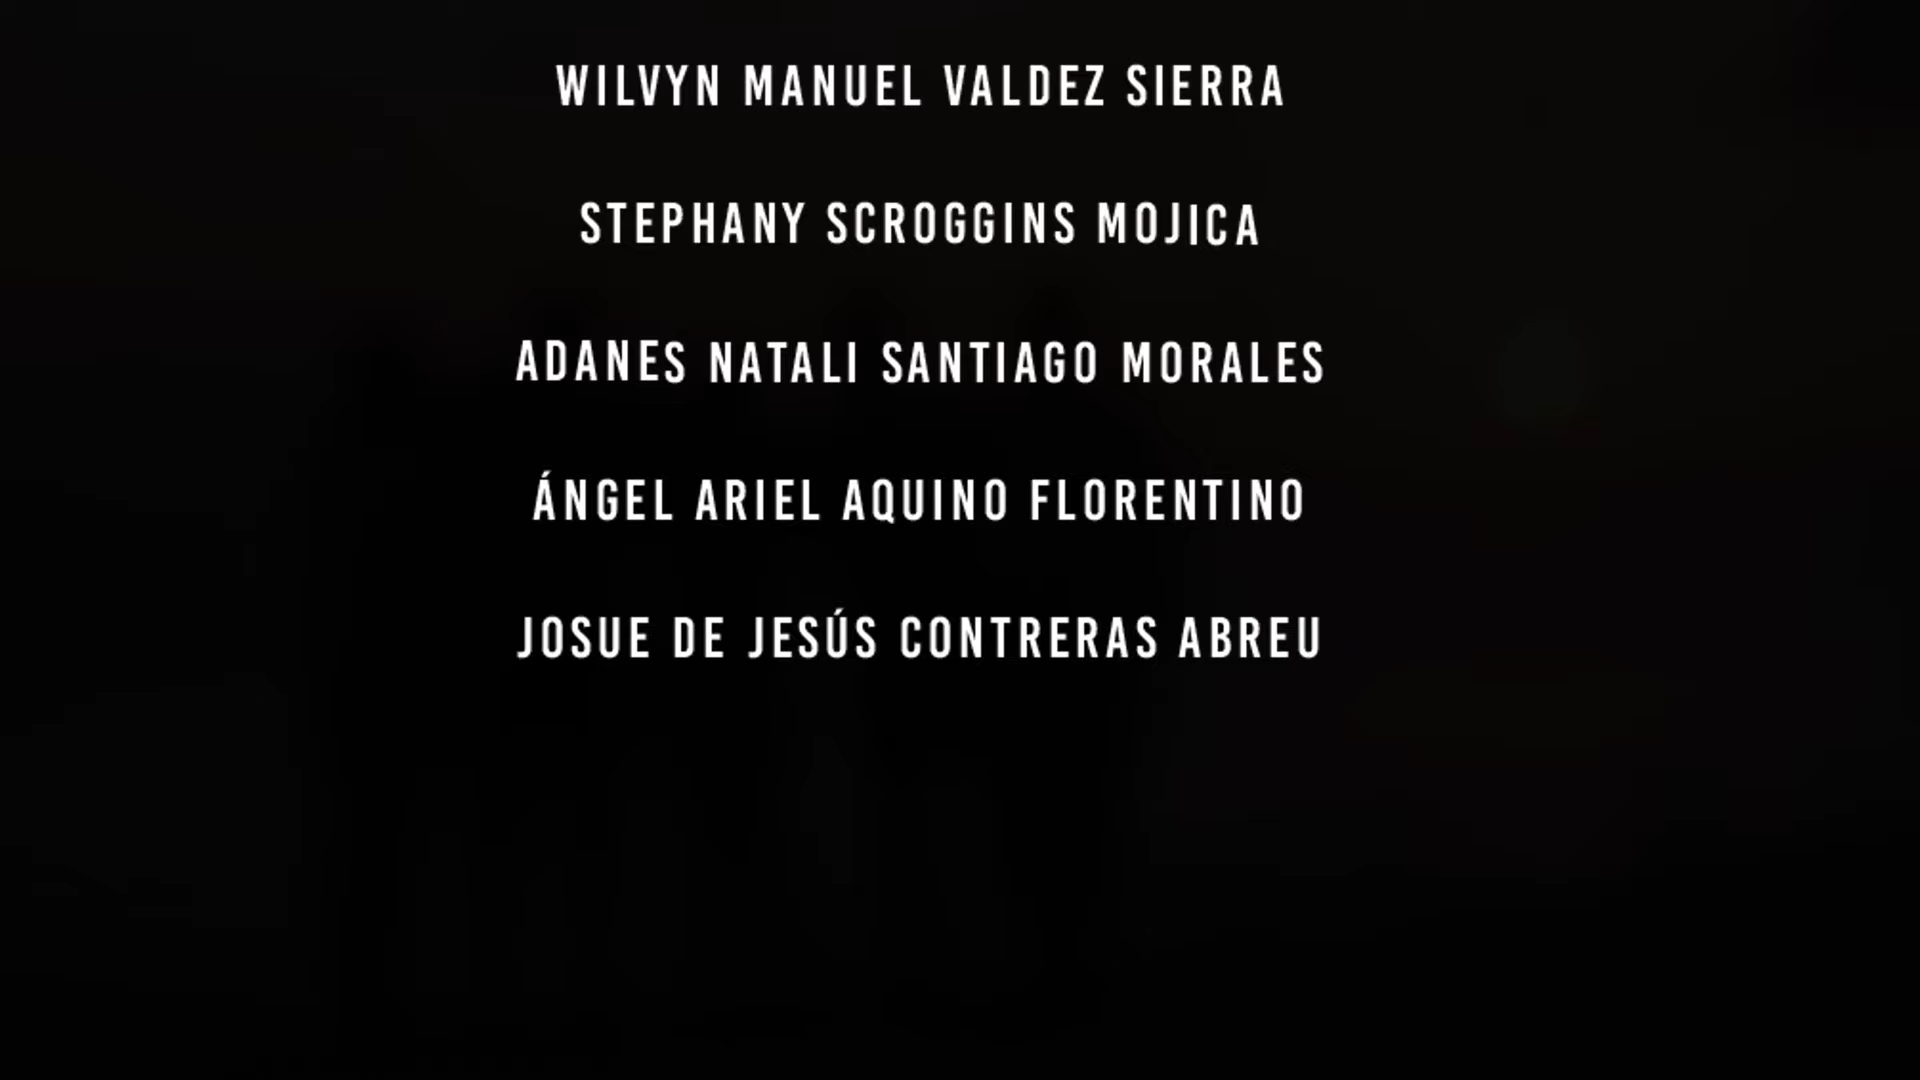 WILVYN MANUEL VALDEZ SIERRA
STEPHANY SCROGGINS MOJICA
ADANES NATALI SANTIAGO MORALES
ÁNGEL ARIEL AQUINO FLORENTINO
JOSUE DE JESÚS CONTRERAS ABREU